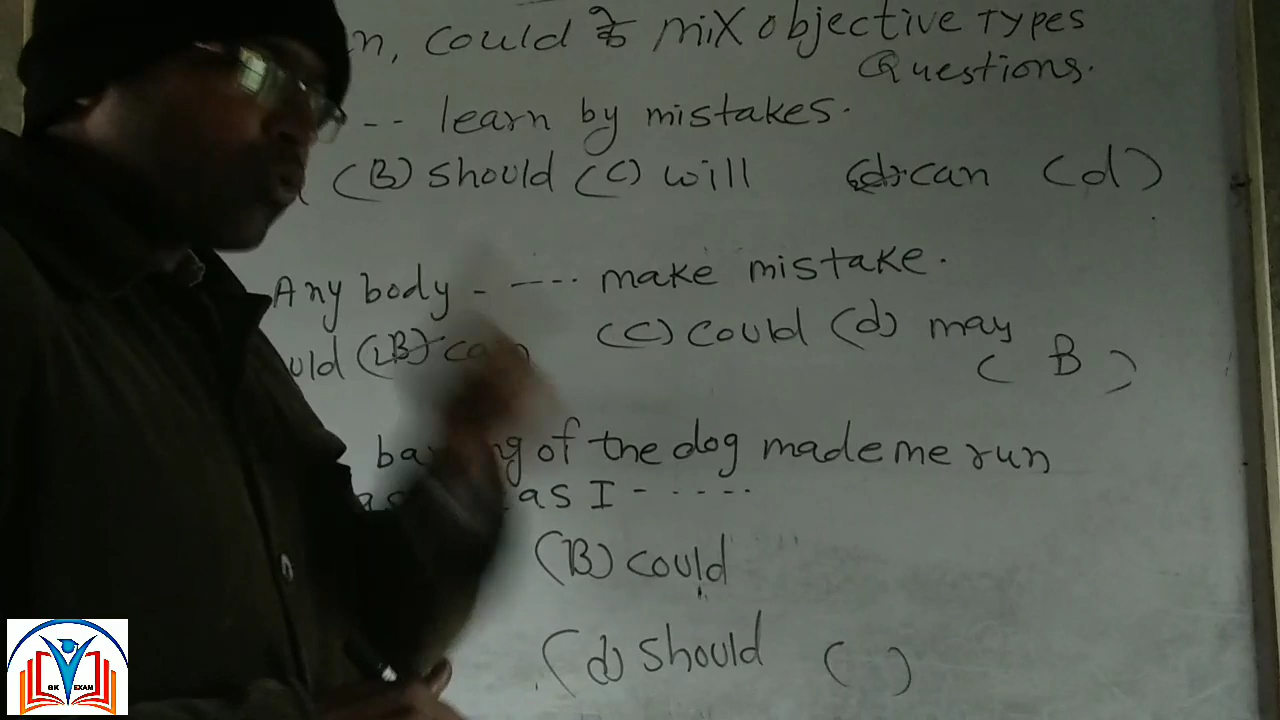 n, could & mix objective types
Questions.
-- learn by mistakes.
(B) should (C) will (d) can (d)
Any body - ---- make mistake.
uld (B) can (C) could (d) may
( B )
of the dog made me run
as I - - - - -
(B) could
(d) should ( )
GK EXAM